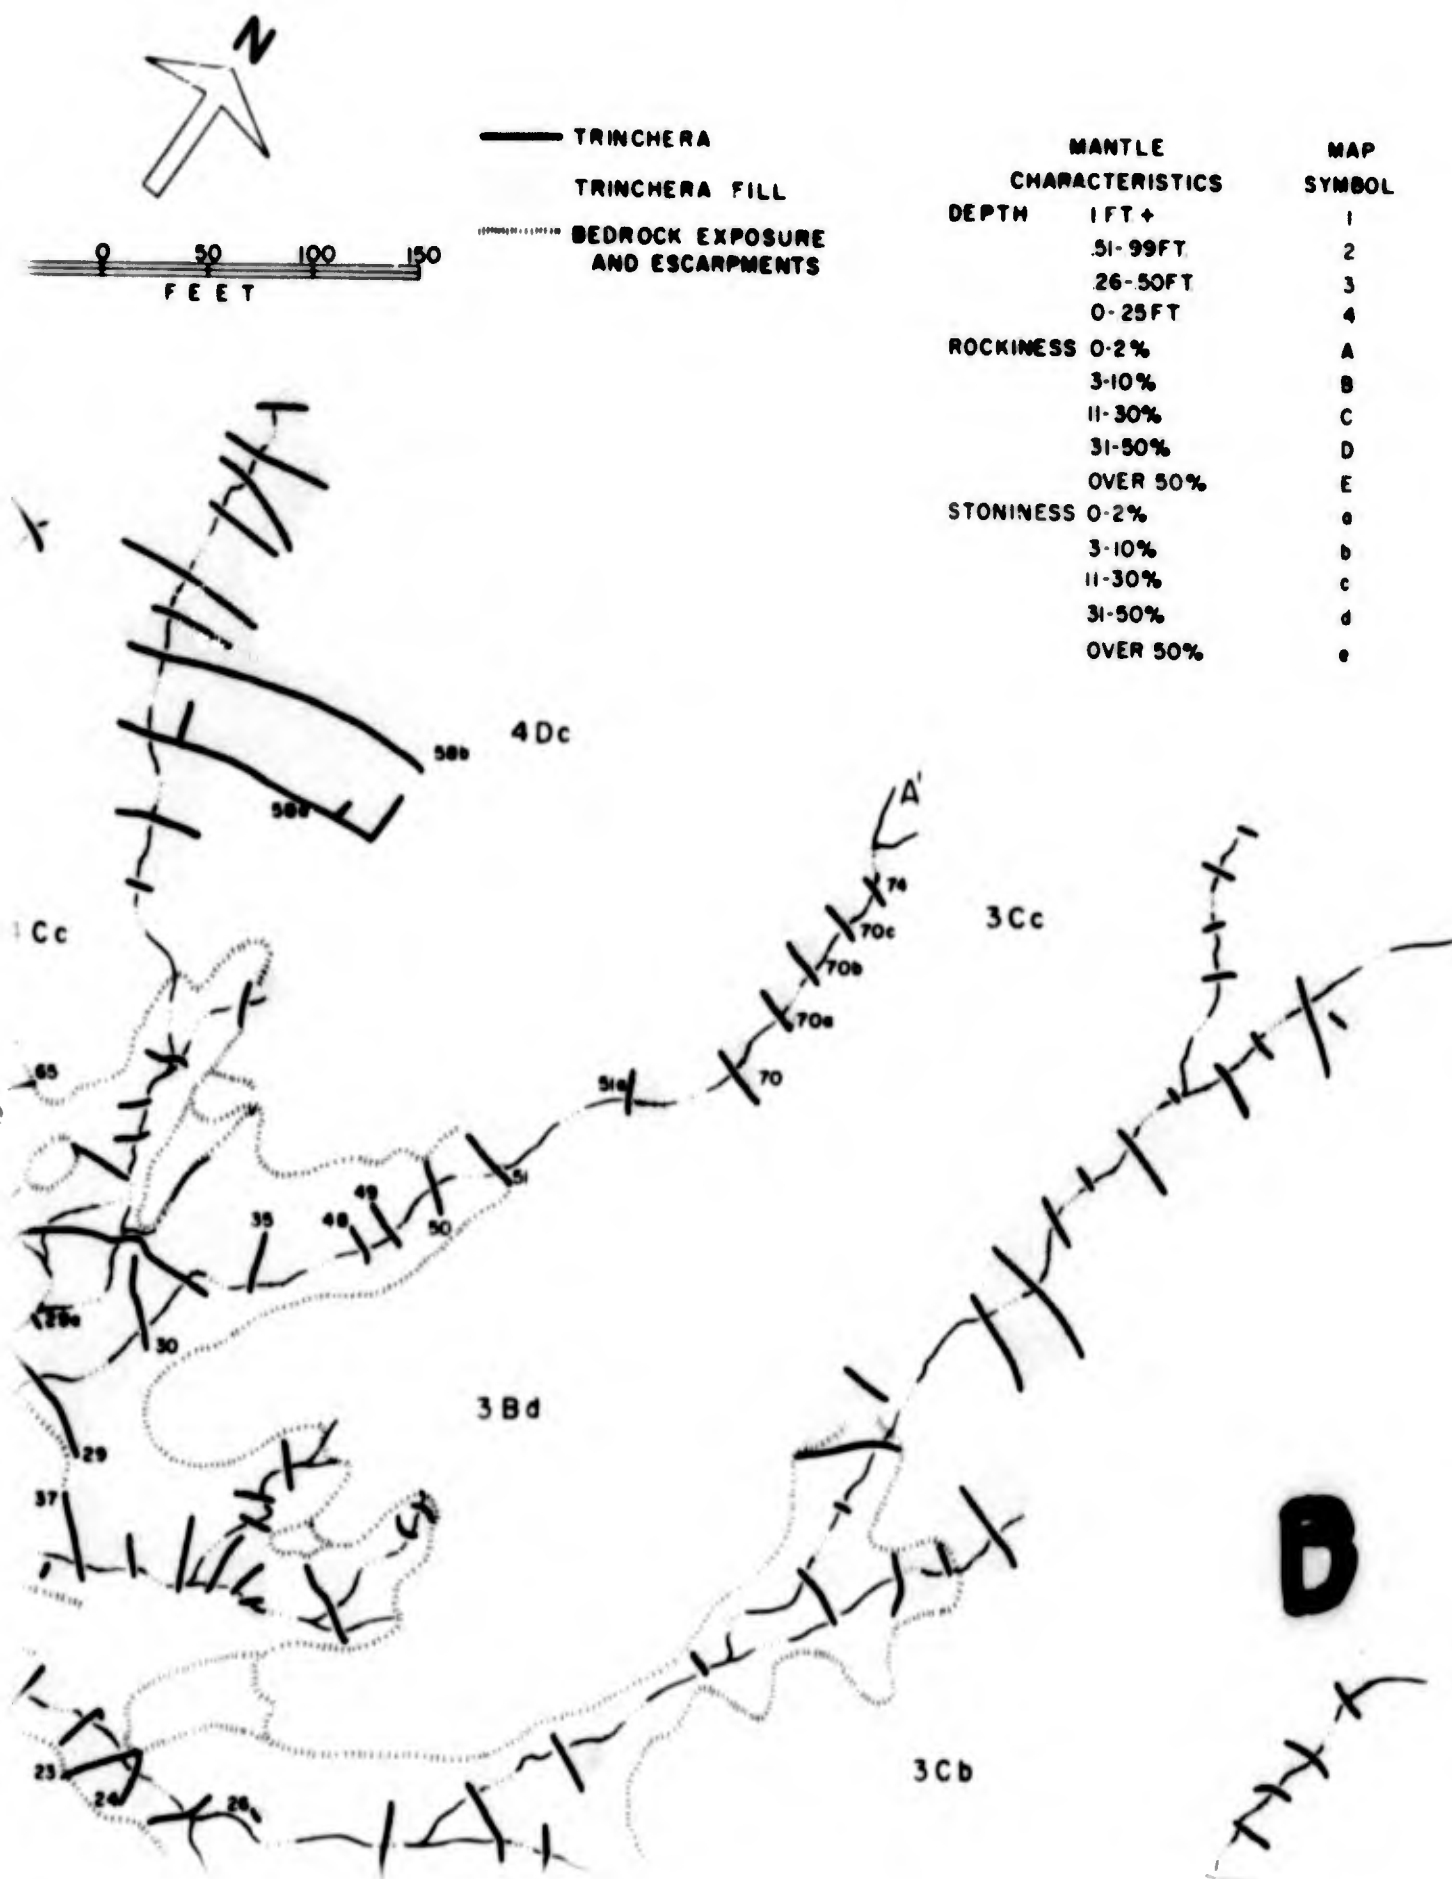 N
TRINCHERA
TRINCHERA FILL
BEDROCK EXPOSURE
AND ESCARPMENTS
0 50 100 150
FEET
MANTLE MAP
CHARACTERISTICS SYMBOL
DEPTH 1 FT + 1
.51-99FT 2
.26-.50FT 3
0-25FT 4
ROCKINESS 0-2% A
3-10% B
11-30% C
31-50% D
OVER 50% E
STONINESS 0-2% a
3-10% b
11-30% c
31-50% d
OVER 50% e
4Dc
58b
58a
A'
74
3Cc
70c
Cc
70b
70a
65
70
51a
51
49
48
50
35
30
29
3Bd
37
B
23
24
26
3Cb